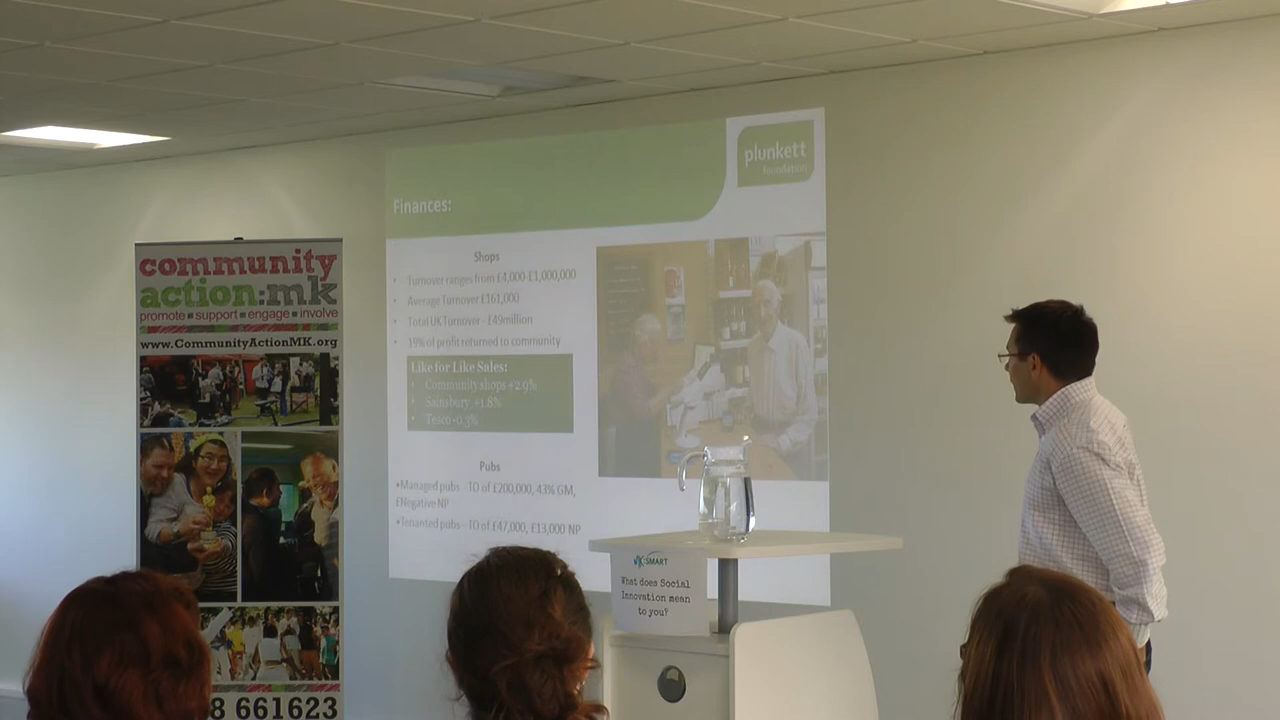 community
action:mk
promote ■ support ■ engage ■ involve
www.CommunityActionMK.org
8 661623
plunkett
foundation
Finances:
Shops
• Turnover ranges from £4,000-£1,000,000
• Average Turnover £161,000
• Total UK Turnover £49million
• 19% of profit returned to community
Like for Like Sales:
• Community shops +2.9%
• Sainsbury +1.8%
• Tesco -0.3%
Pubs
•Managed pubs -TO of £200,000, 43% GM,
£Negative NP
•Tenanted pubs – TO of £47,000, £13,000 NP
SMART
What does Social
Innovation mean
to you?